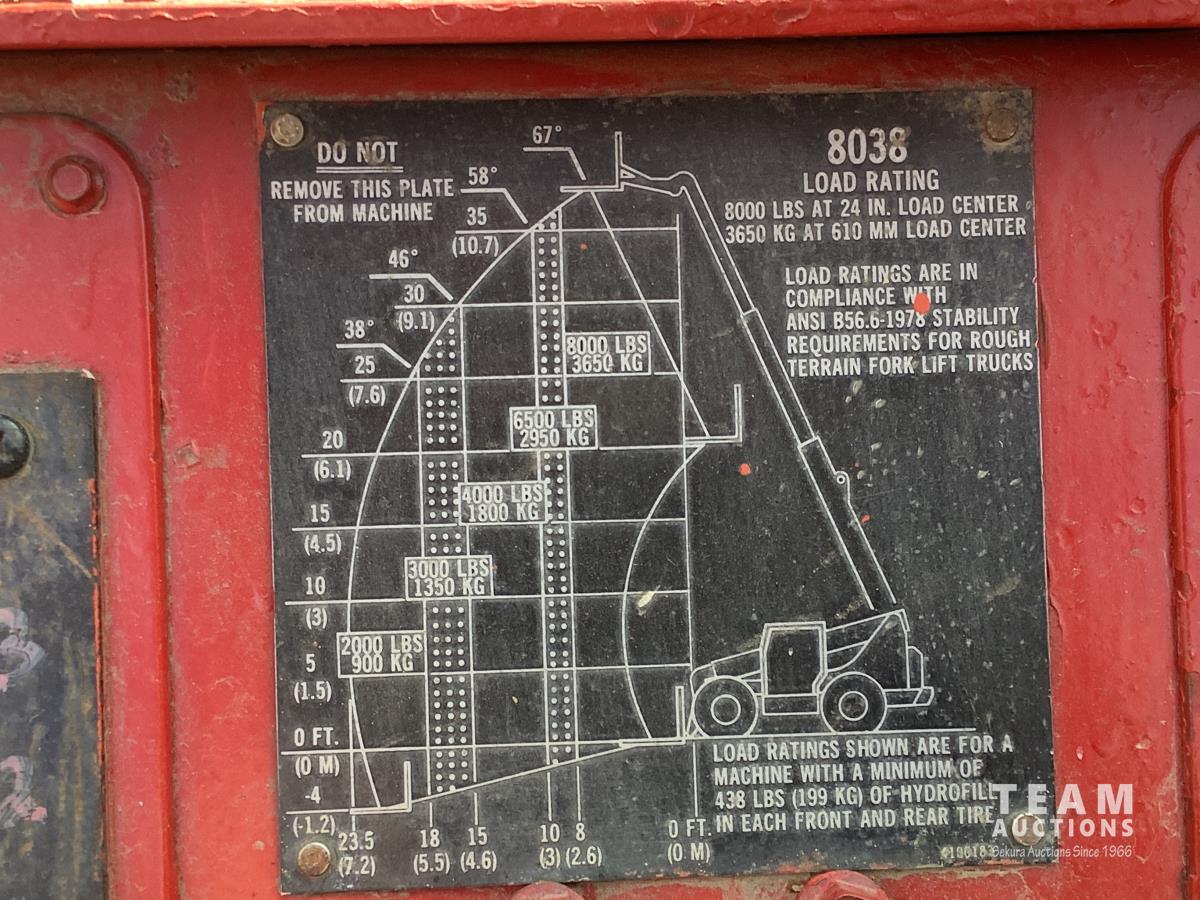 DO NOT
REMOVE THIS PLATE
FROM MACHINE
67°
58°
35
(10.7)
46°
30
(9.1)
38°
25
(7.6)
20
(6.1)
15
(4.5)
10
(3)
5
(1.5)
0 FT.
(0 M)
-4
(-1.2)
8000 LBS
3650 KG
6500 LBS
2950 KG
4000 LBS
1800 KG
3000 LBS
1350 KG
2000 LBS
900 KG
23.5
(7.2)
18
(5.5)
15
(4.6)
10
(3)
8
(2.6)
0 FT.
(0 M)
8038
LOAD RATING
8000 LBS AT 24 IN. LOAD CENTER
3650 KG AT 610 MM LOAD CENTER
LOAD RATINGS ARE IN
COMPLIANCE WITH
ANSI B56.6-1978 STABILITY
REQUIREMENTS FOR ROUGH
TERRAIN FORK LIFT TRUCKS
LOAD RATINGS SHOWN ARE FOR A
MACHINE WITH A MINIMUM OF
438 LBS (199 KG) OF HYDROFILL
IN EACH FRONT AND REAR TIRE
TEAM
AUCTIONS
Sekura Auctions Since 1966